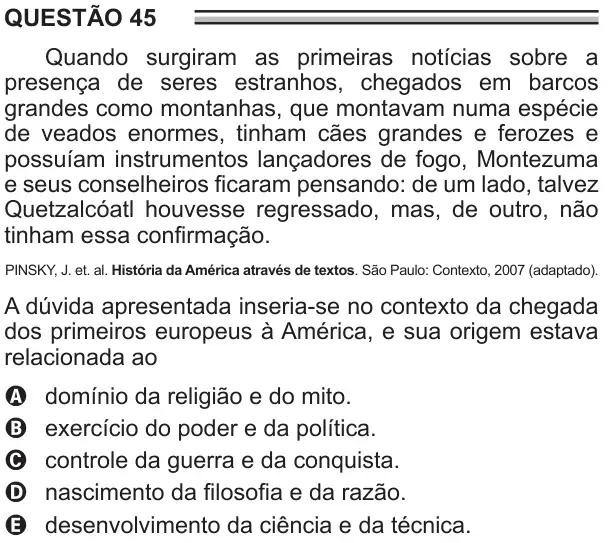 QUESTÃO 45
Quando surgiram as primeiras notícias sobre a
presença de seres estranhos, chegados em barcos
grandes como montanhas, que montavam numa espécie
de veados enormes, tinham cães grandes e ferozes e
possuíam instrumentos lançadores de fogo, Montezuma
e seus conselheiros ficaram pensando: de um lado, talvez
Quetzalcóatl houvesse regressado, mas, de outro, não
tinham essa confirmação.
PINSKY, J. et. al. História da América através de textos. São Paulo: Contexto, 2007 (adaptado).
A dúvida apresentada inseria-se no contexto da chegada
dos primeiros europeus à América, e sua origem estava
relacionada ao
A domínio da religião e do mito.
B exercício do poder e da política.
C controle da guerra e da conquista.
D nascimento da filosofia e da razão.
E desenvolvimento da ciência e da técnica.